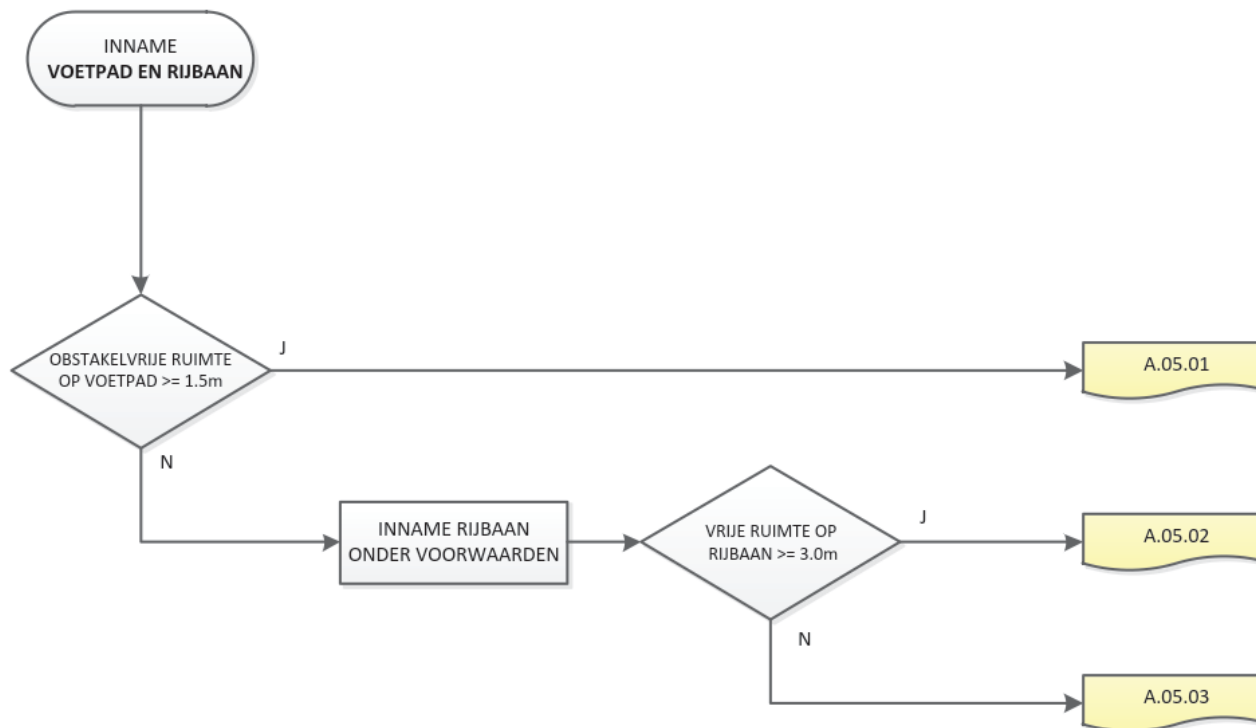 INNAME
VOETPAD EN RIJBAAN
OBSTAKELVRIJE RUIMTE
OP VOETPAD >= 1.5m
J
A.05.01
N
INNAME RIJBAAN
ONDER VOORWAARDEN
VRIJE RUIMTE OP
RIJBAAN >= 3.0m
J
A.05.02
N
A.05.03